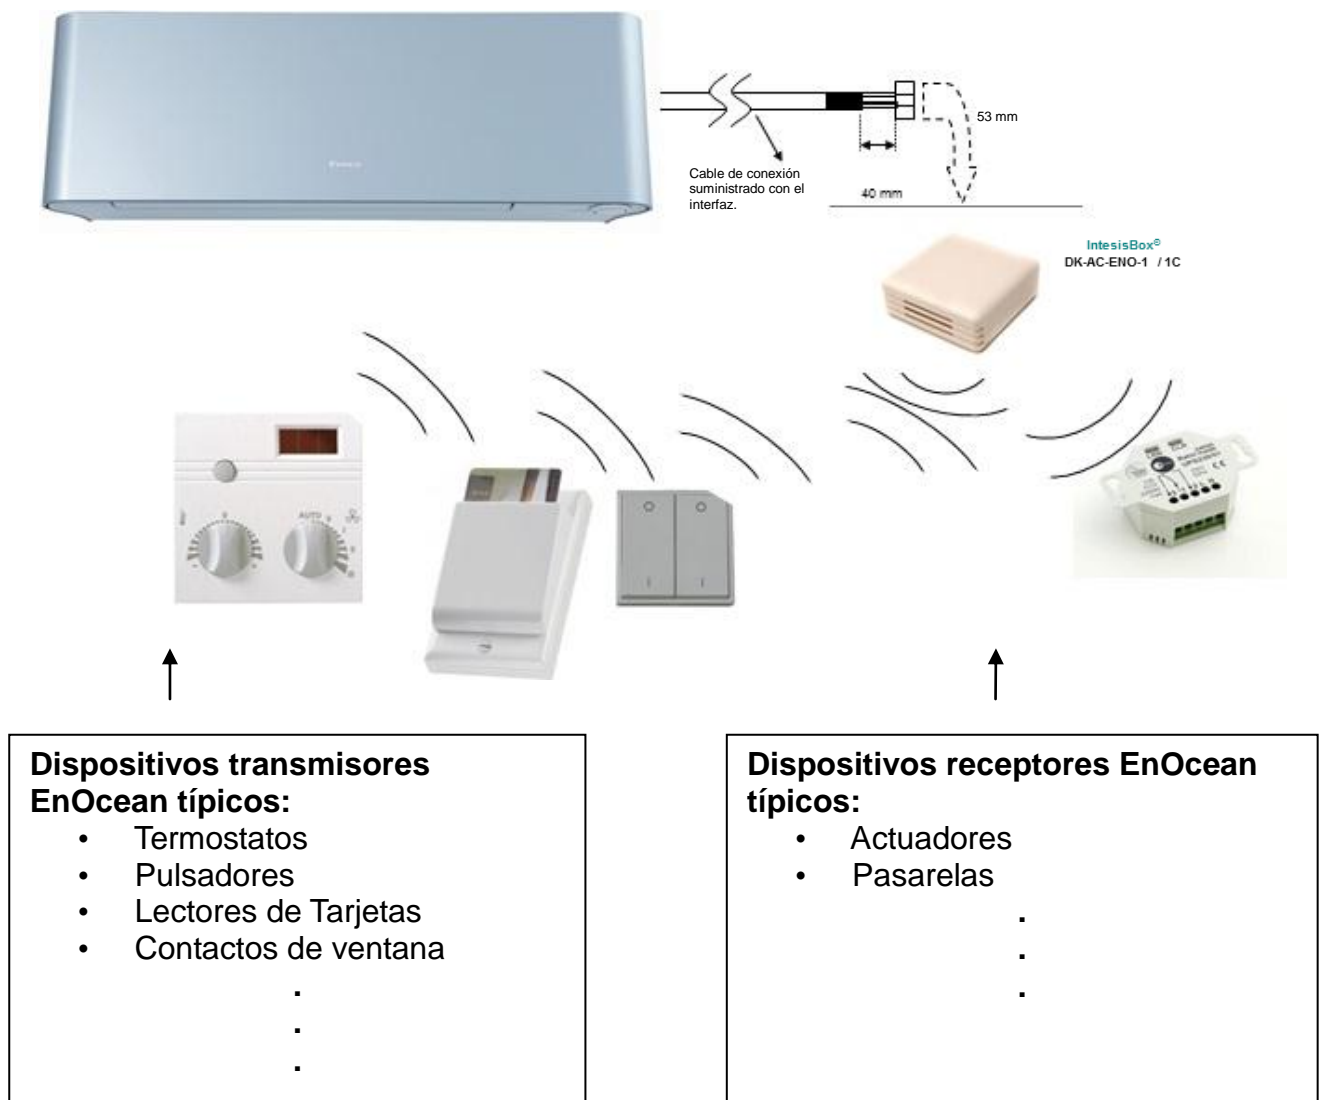 53 mm
Cable de conexión
suministrado con el
interfaz.
40 mm
IntesisBox®
DK-AC-ENO-1 / 1C
AUTO
Dispositivos transmisores
EnOcean típicos:
• Termostatos
• Pulsadores
• Lectores de Tarjetas
• Contactos de ventana
.
.
.
Dispositivos receptores EnOcean
típicos:
• Actuadores
• Pasarelas
.
.
.